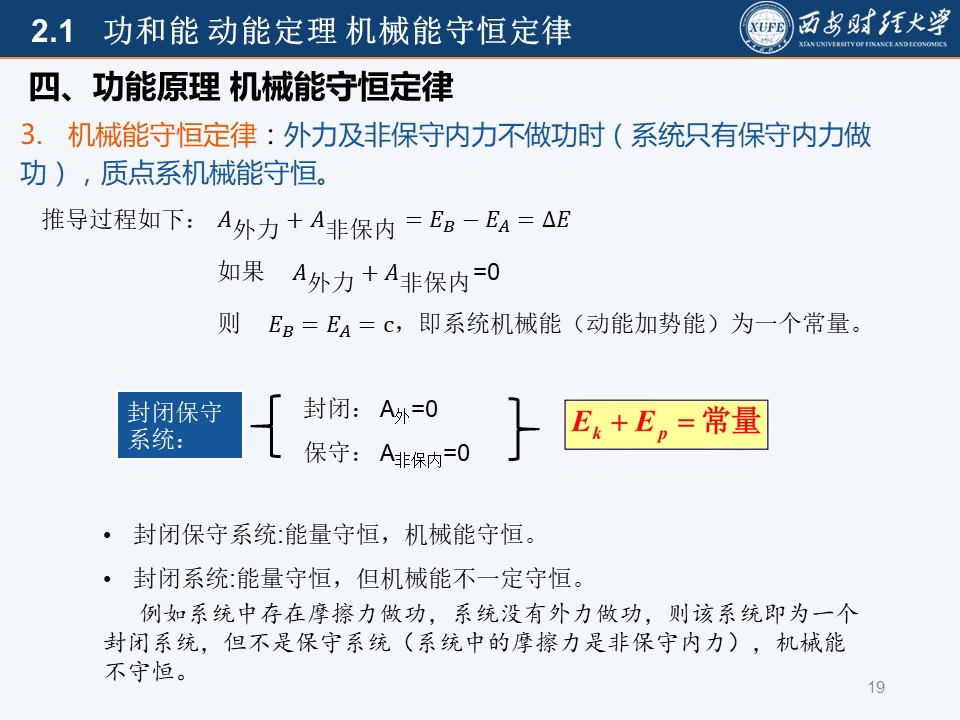 2.1 功和能 动能定理 机械能守恒定律
XUFE
西安财经大学
XI'AN UNIVERSITY OF FINANCE AND ECONOMICS
四、功能原理 机械能守恒定律
3. 机械能守恒定律：外力及非保守内力不做功时（系统只有保守内力做
功），质点系机械能守恒。
推导过程如下： A外力 + A非保内 = E_B − E_A = ΔE
如果 A外力 + A非保内=0
则 E_B = E_A = c，即系统机械能（动能加势能）为一个常量。
封闭保守
系统：
封闭： A外=0
保守： A非保内=0
E_k + E_p = 常量
• 封闭保守系统:能量守恒，机械能守恒。
• 封闭系统:能量守恒，但机械能不一定守恒。
例如系统中存在摩擦力做功，系统没有外力做功，则该系统即为一个
封闭系统，但不是保守系统（系统中的摩擦力是非保守内力），机械能
不守恒。
19